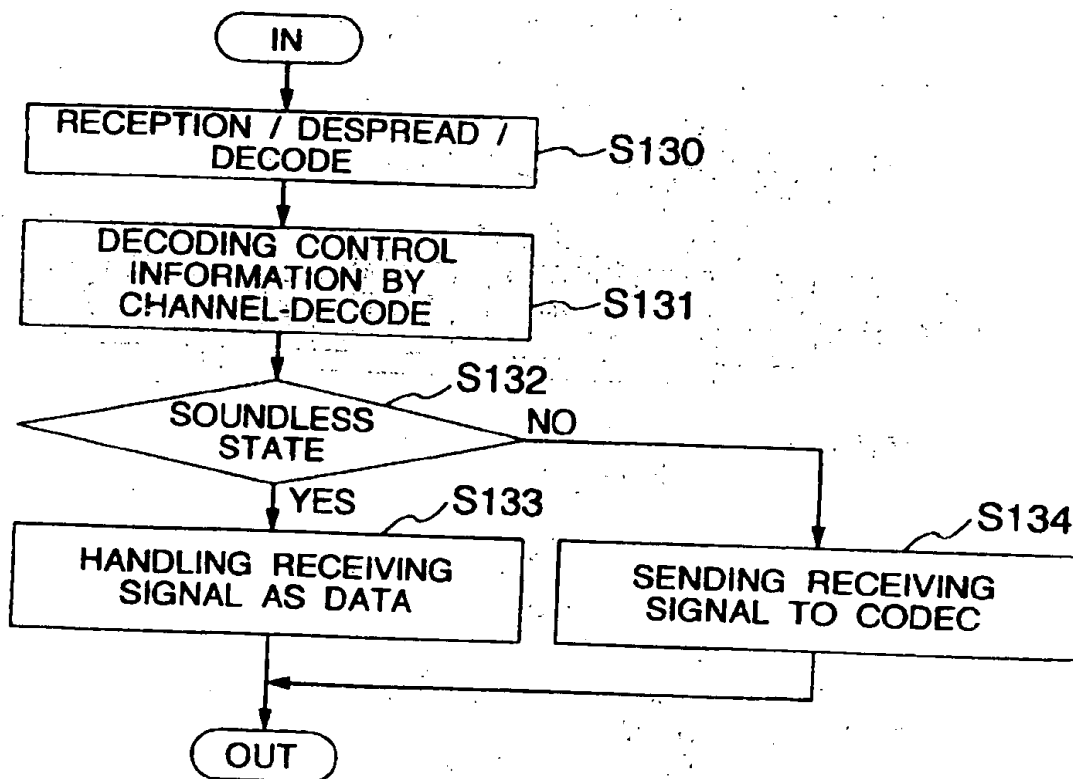 IN
RECEPTION / DESPREAD /
DECODE
S130
DECODING CONTROL
INFORMATION BY
CHANNEL-DECODE
S131
S132
SOUNDLESS
STATE
NO
YES
S133
HANDLING RECEIVING
SIGNAL AS DATA
S134
SENDING RECEIVING
SIGNAL TO CODEC
OUT